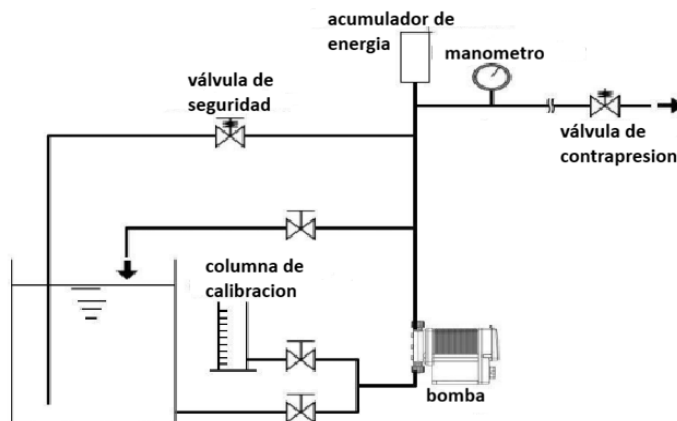 acumulador de
energia
manometro
válvula de
seguridad
válvula de
contrapresion
columna de
calibracion
bomba